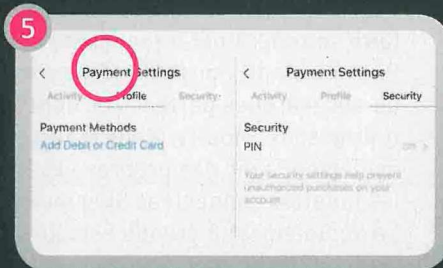 5
< Payment Settings
Activity Profile Security
Payment Methods
Add Debit or Credit Card
< Payment Settings
Activity Profile Security
Security
PIN on >
Your security settings help prevent
unauthorized purchases on your
account.